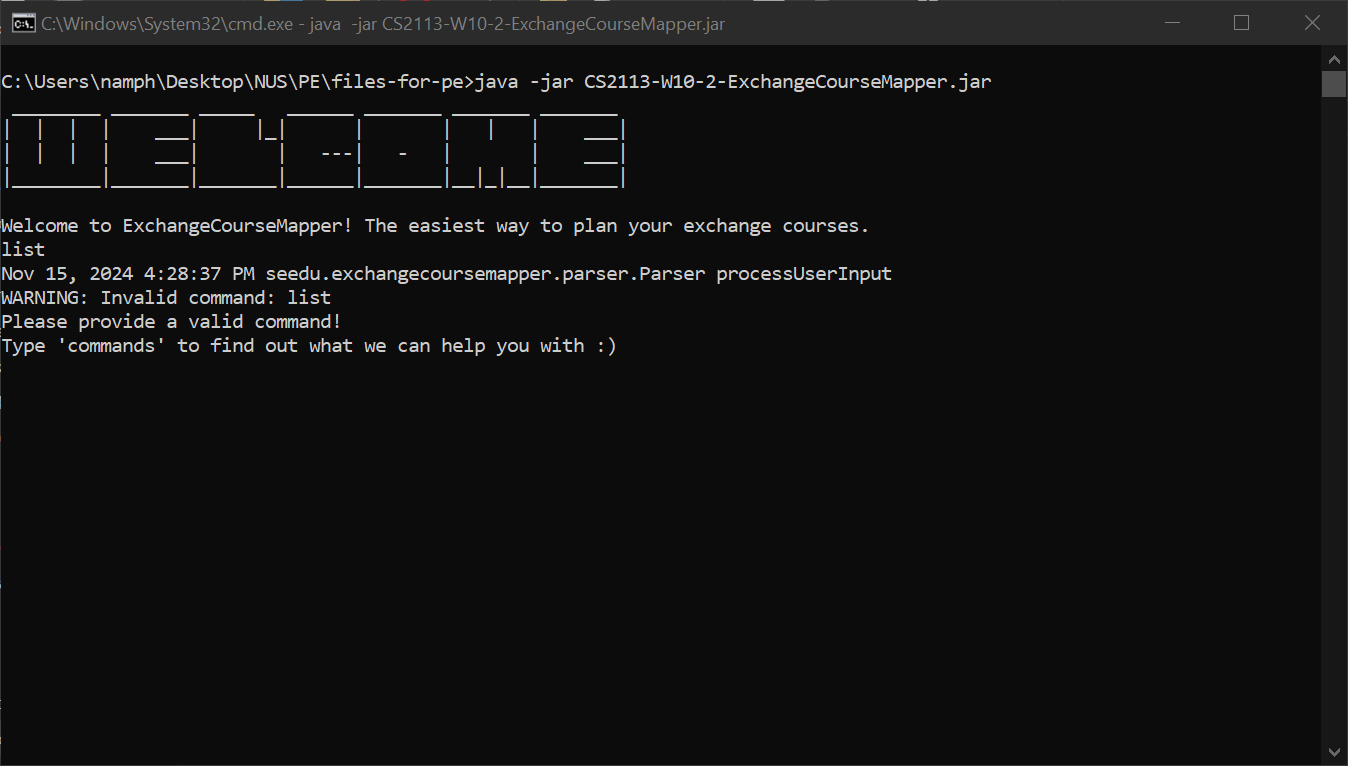 C:\Windows\System32\cmd.exe - java  -jar CS2113-W10-2-ExchangeCourseMapper.jar
C:\Users\namph\Desktop\NUS\PE\files-for-pe>java -jar CS2113-W10-2-ExchangeCourseMapper.jar
WELCOME
Welcome to ExchangeCourseMapper! The easiest way to plan your exchange courses.
list
Nov 15, 2024 4:28:37 PM seedu.exchangecoursemapper.parser.Parser processUserInput
WARNING: Invalid command: list
Please provide a valid command!
Type 'commands' to find out what we can help you with :)